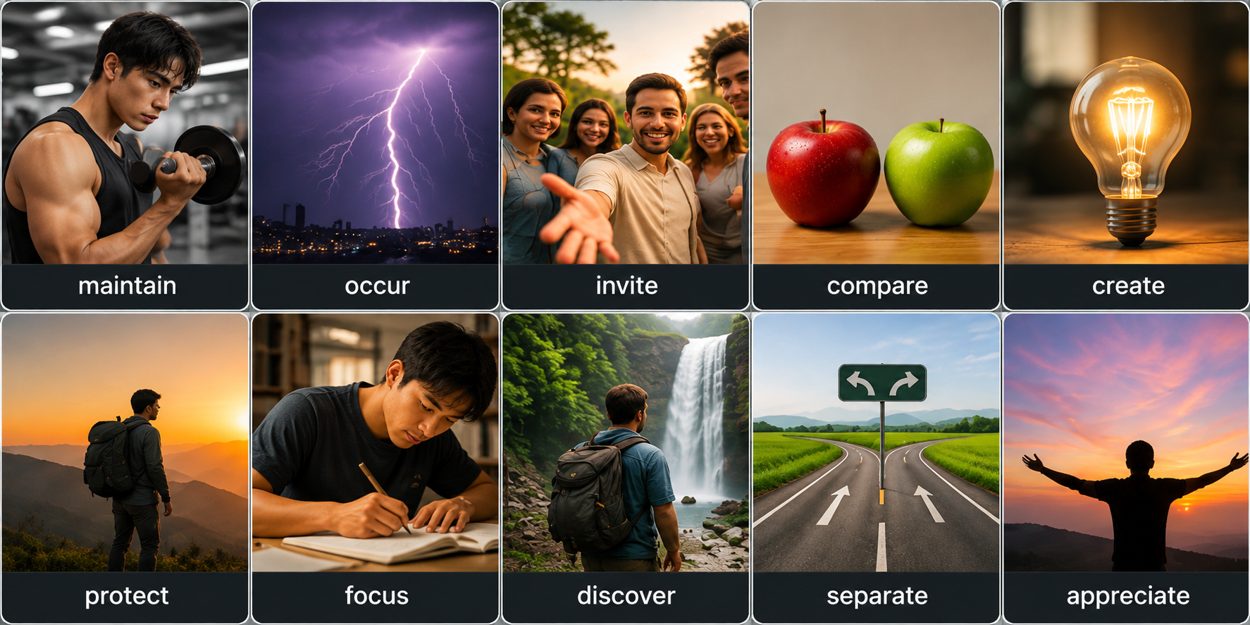 maintain
occur
invite
compare
create
protect
focus
discover
separate
appreciate